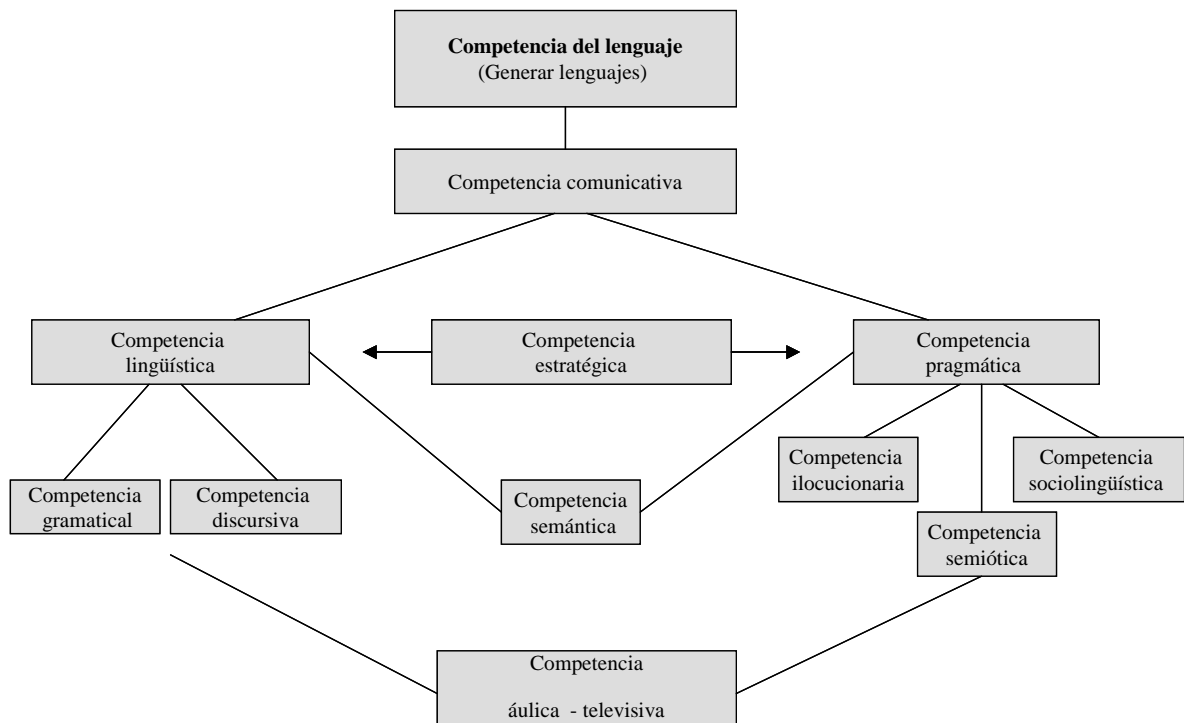 Competencia del lenguaje
(Generar lenguajes)
Competencia comunicativa
Competencia
lingüística
Competencia
estratégica
Competencia
pragmática
Competencia
gramatical
Competencia
discursiva
Competencia
semántica
Competencia
ilocucionaria
Competencia
sociolingüística
Competencia
semiótica
Competencia
áulica - televisiva